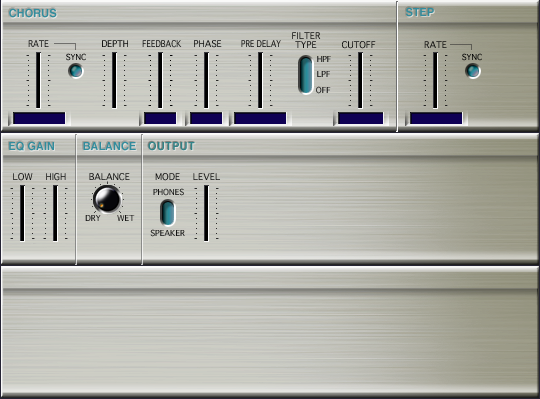 CHORUS
STEP
RATE
SYNC
DEPTH
FEEDBACK
PHASE
PRE DELAY
FILTER
TYPE
HPF
LPF
OFF
CUTOFF
RATE
SYNC
EQ GAIN
BALANCE
OUTPUT
LOW
HIGH
BALANCE
DRY
WET
MODE
PHONES
SPEAKER
LEVEL